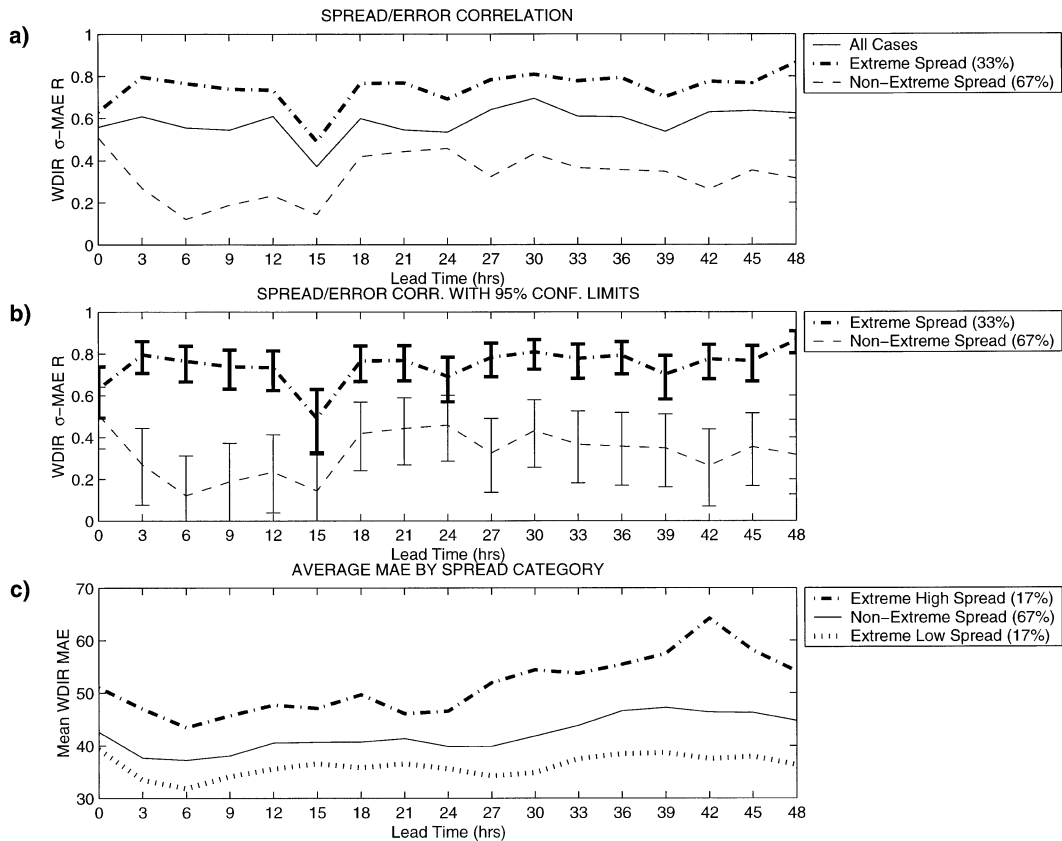 SPREAD/ERROR CORRELATION
a)
1
0.8
0.6
0.4
0.2
0
WDIR σ−MAE R
0 3 6 9 12 15 18 21 24 27 30 33 36 39 42 45 48
Lead Time (hrs)
All Cases
Extreme Spread (33%)
Non−Extreme Spread (67%)
SPREAD/ERROR CORR. WITH 95% CONF. LIMITS
b)
1
0.8
0.6
0.4
0.2
0
WDIR σ−MAE R
0 3 6 9 12 15 18 21 24 27 30 33 36 39 42 45 48
Lead Time (hrs)
Extreme Spread (33%)
Non−Extreme Spread (67%)
AVERAGE MAE BY SPREAD CATEGORY
c)
70
60
50
40
30
Mean WDIR MAE
0 3 6 9 12 15 18 21 24 27 30 33 36 39 42 45 48
Lead Time (hrs)
Extreme High Spread (17%)
Non−Extreme Spread (67%)
Extreme Low Spread (17%)